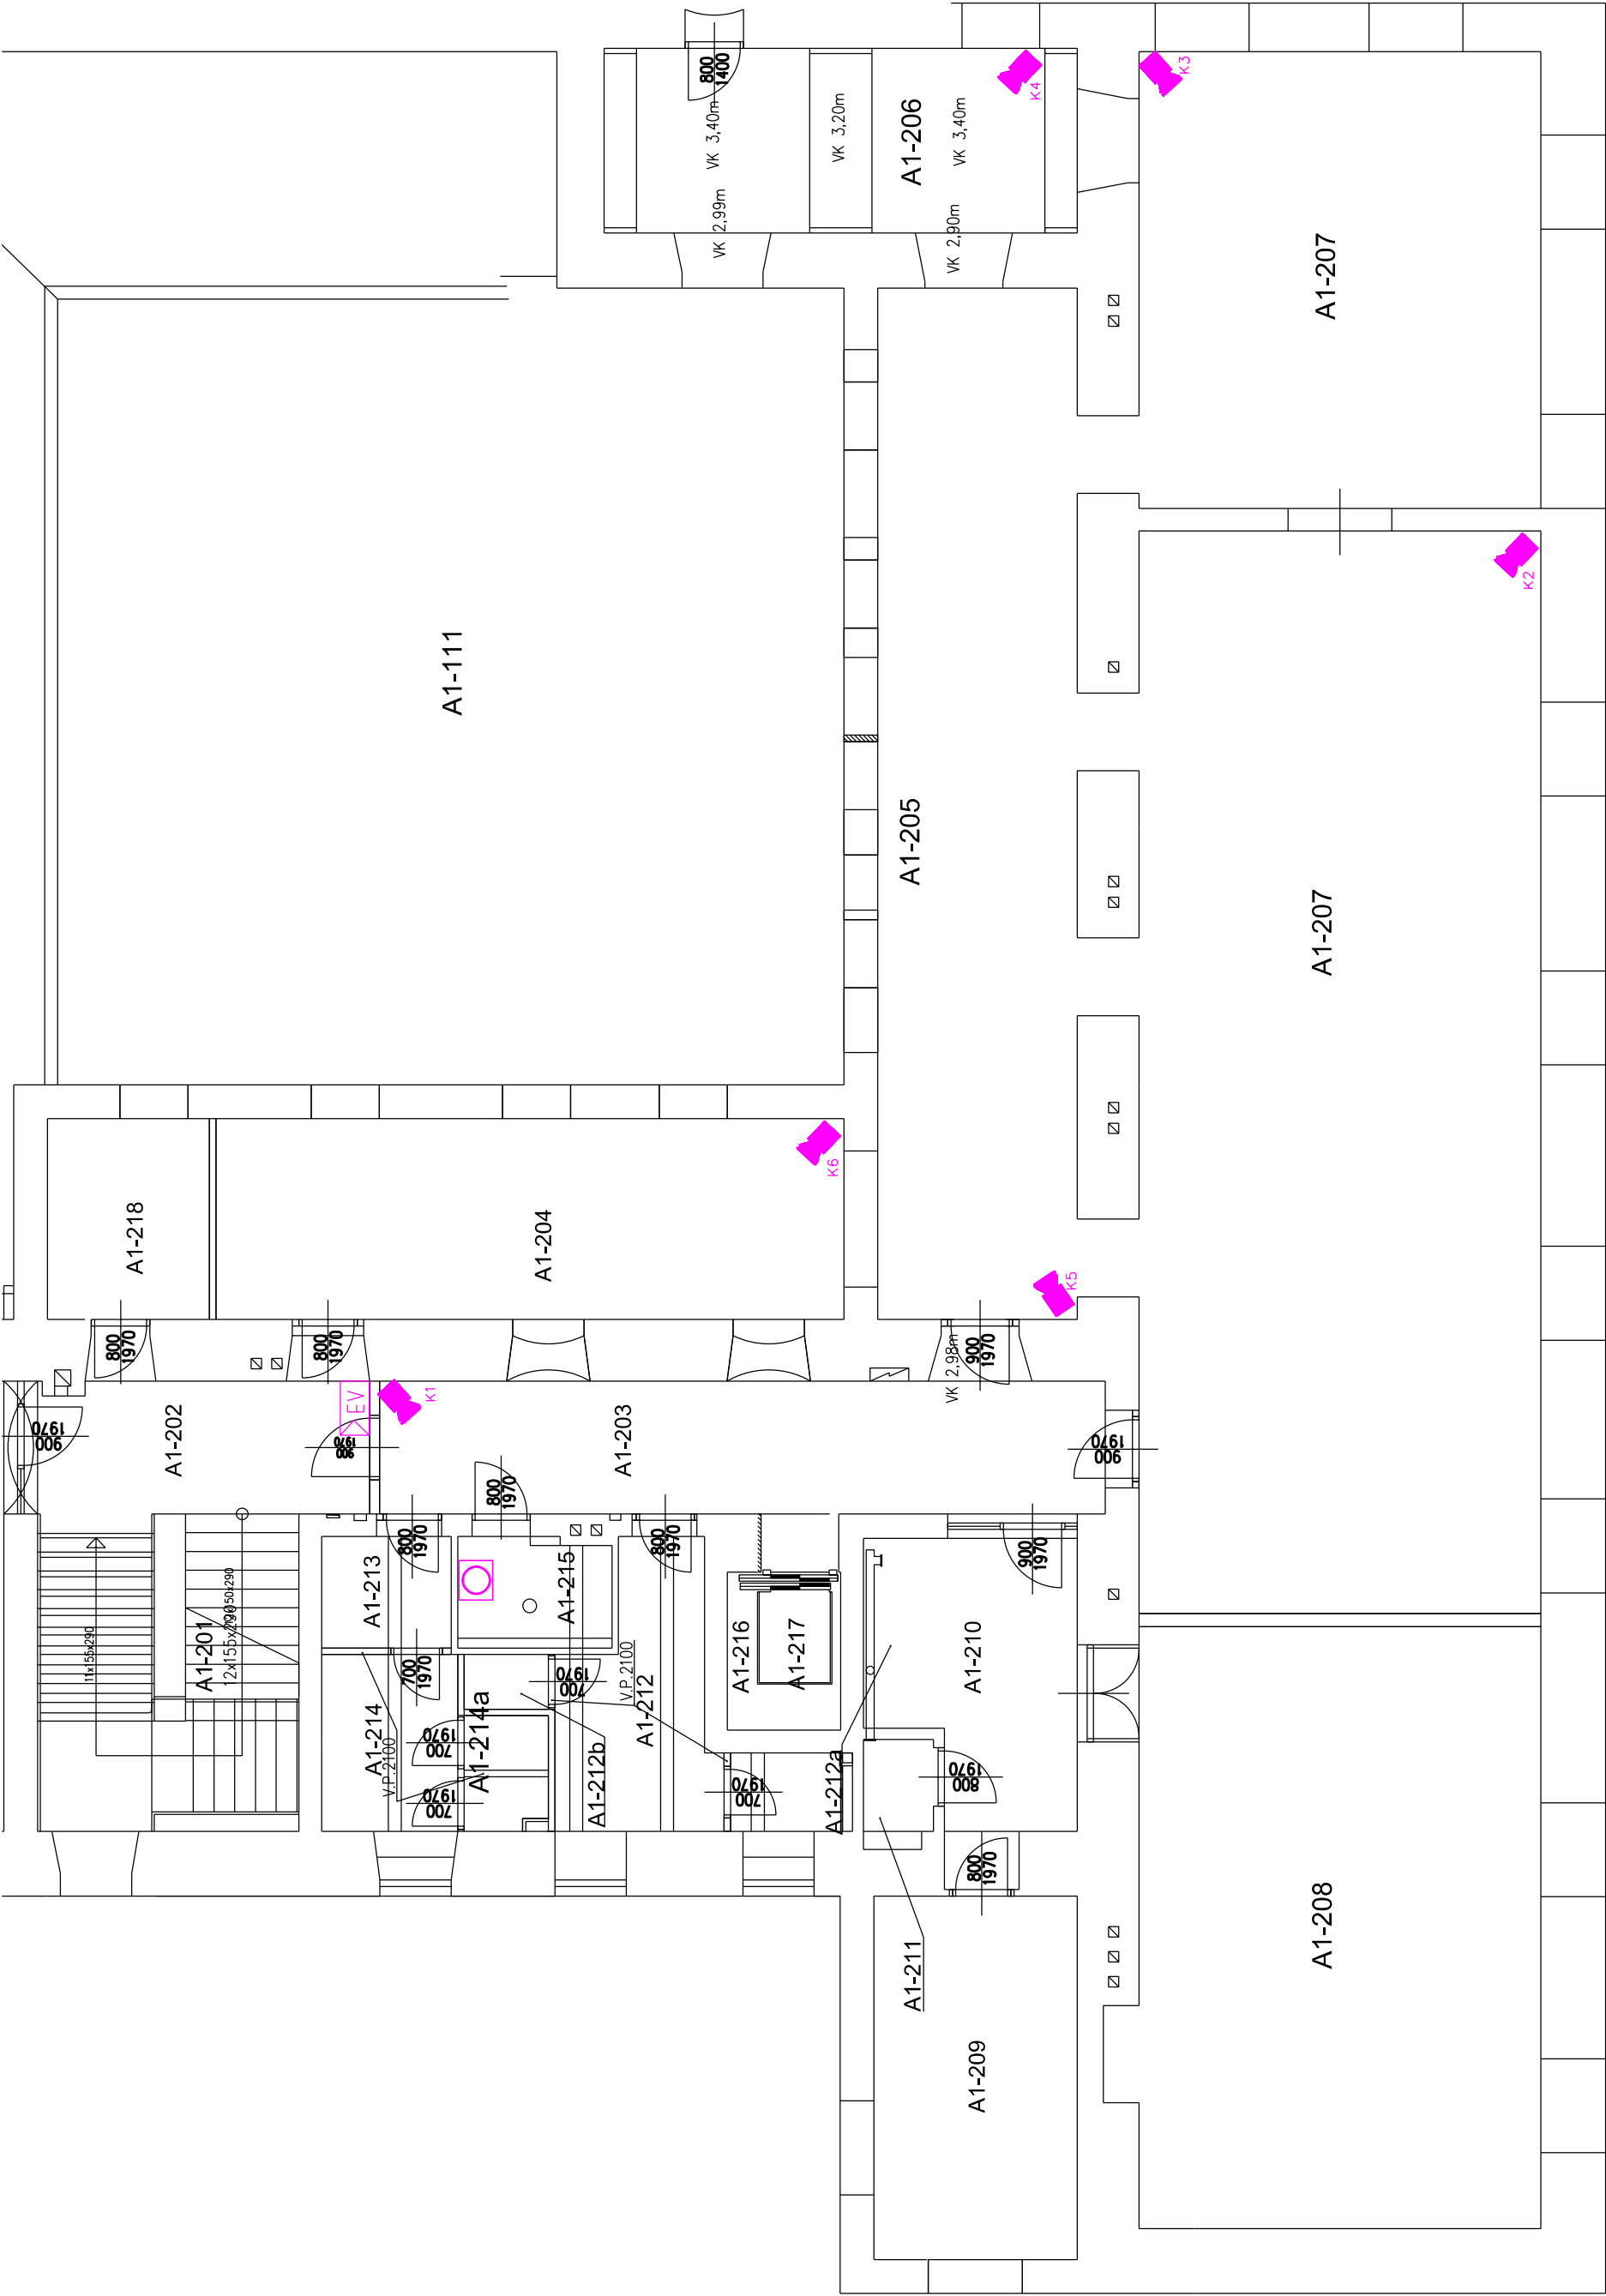 800
1400
VK 3,40m
VK 2,99m
VK 3,20m
A1-206
VK 3,40m
VK 2,90m
K4
K3
A1-207
K2
A1-111
A1-205
A1-207
A1-218
A1-204
K6
K5
800
1970
800
1970
VK 2,98m
900
1970
900
1970
A1-202
EV
K1
900
1970
A1-203
900
1970
800
1970
800
1970
800
1970
900
1970
A1-213
A1-215
11x155x290
A1-201
A1-216
A1-217
A1-210
700
1970
700
1970
V.P.2100
A1-212
A1-214
V.P.2100
700
1970
A1-214a
700
1970
A1-212b
700
1970
A1-212a
800
1970
800
1970
A1-211
A1-209
A1-208